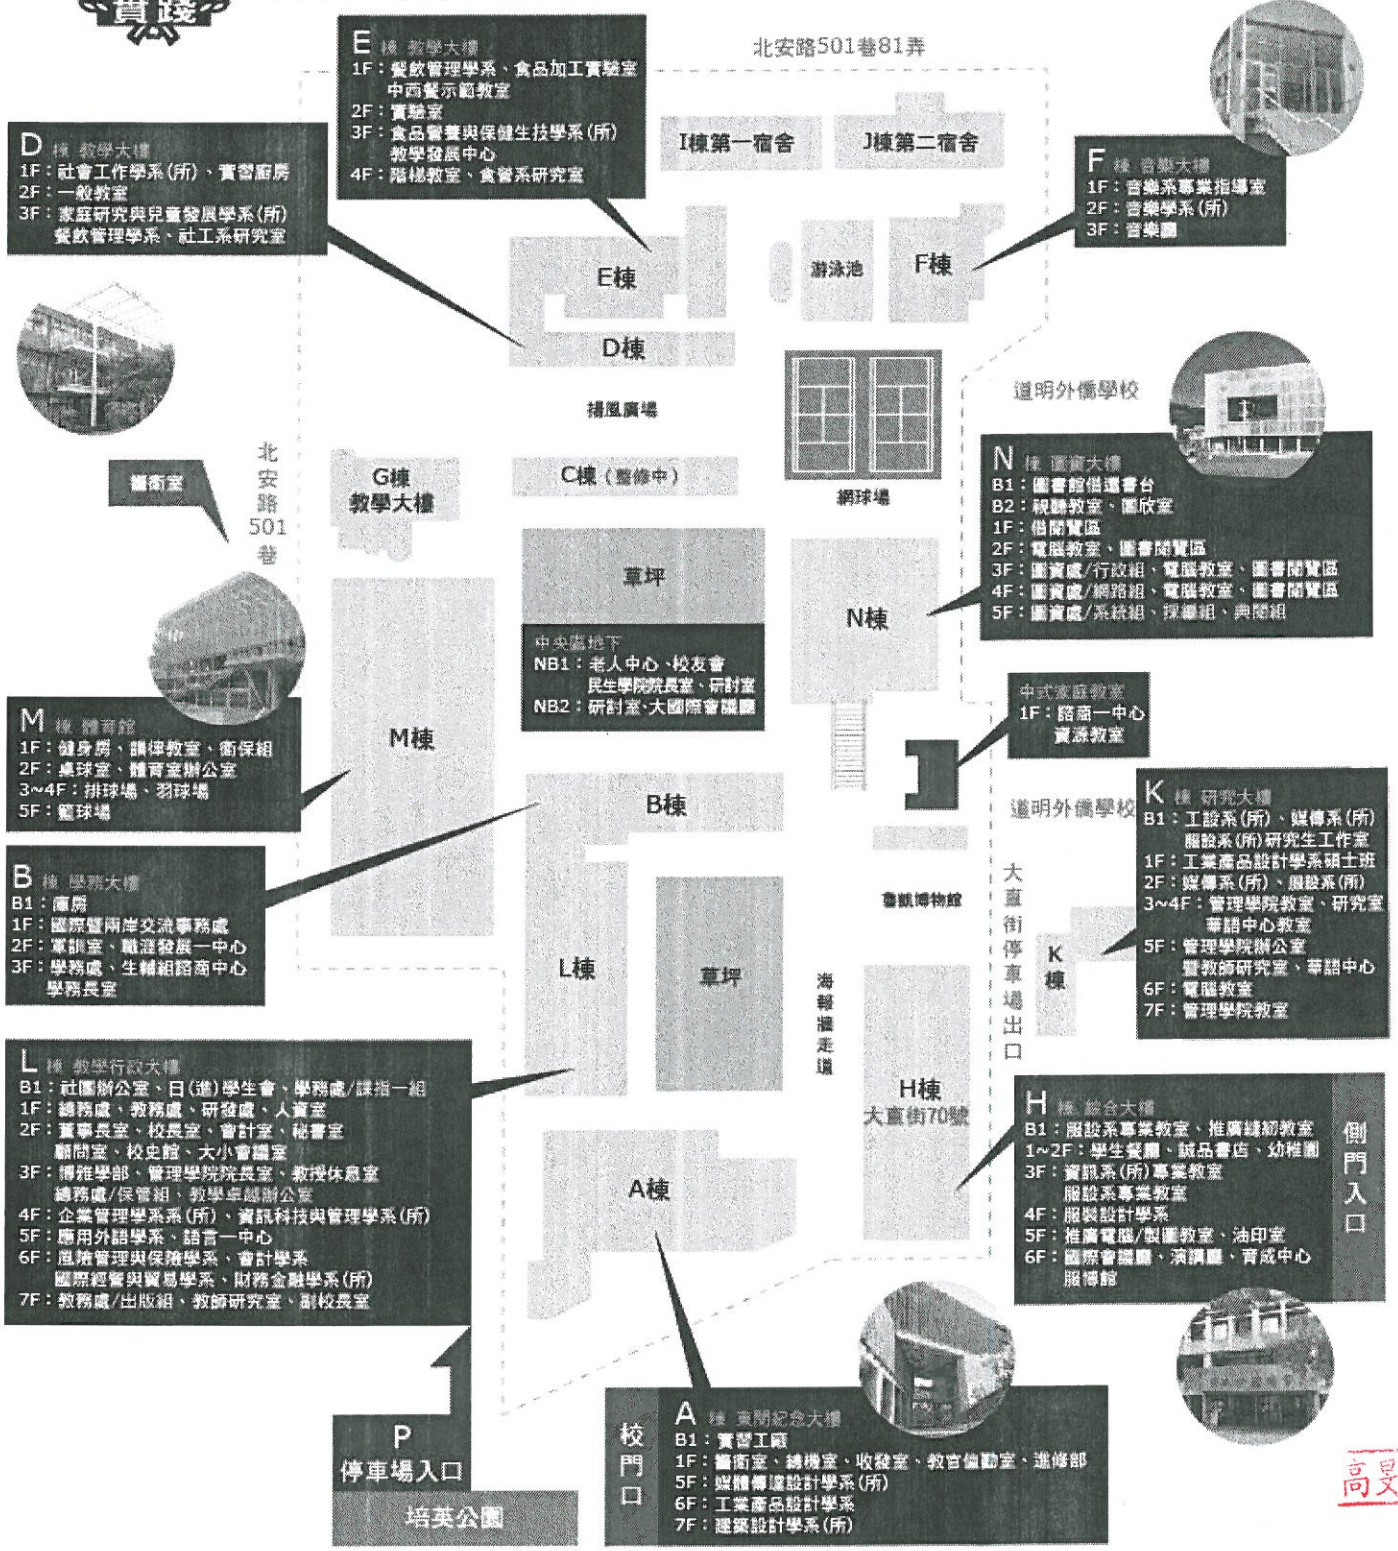 實踐
北安路501巷81弄
E 棟 教學大樓
1F：餐飲管理學系、食品加工實驗室
中西餐示範教室
2F：實驗室
3F：食品營養與保健生技學系(所)
教學發展中心
4F：階梯教室、食營系研究室
D 棟 教學大樓
1F：社會工作學系(所)、實習廚房
2F：一般教室
3F：家庭研究與兒童發展學系(所)
餐飲管理學系、社工系研究室
I棟第一宿舍
J棟第二宿舍
F 棟 音樂大樓
1F：音樂系專業指導室
2F：音樂學系(所)
3F：音樂廳
E棟
游泳池
F棟
D棟
搢風廣場
道明外僑學校
北安路501巷
警衛室
G棟
教學大樓
C棟（整修中）
網球場
N 棟 圖資大樓
B1：圖書館借還書台
B2：視聽教室、圖欣室
1F：借閱覽區
2F：電腦教室、圖書閱覽區
3F：圖資處/行政組、電腦教室、圖書閱覽區
4F：圖資處/網路組、電腦教室、圖書閱覽區
5F：圖資處/系統組、採編組、典閱組
草坪
N棟
中央區地下
NB1：老人中心、校友會
民生學院院長室、研討室
NB2：研討室、大國際會議廳
中式家庭教室
1F：諮商一中心
資源教室
M 棟 體育館
1F：健身房、韻律教室、衛保組
2F：桌球室、體育室辦公室
3~4F：排球場、羽球場
5F：籃球場
M棟
B棟
道明外僑學校
K 棟 研究大樓
B1：工設系(所)、媒傳系(所)
服設系(所)研究生工作室
1F：工業產品設計學系碩士班
2F：媒傳系(所)、服設系(所)
3~4F：管理學院教室、研究室
華語中心教室
5F：管理學院辦公室
暨教師研究室、華語中心
6F：電腦教室
7F：管理學院教室
B 棟 學務大樓
B1：庫房
1F：國際暨兩岸交流事務處
2F：軍訓室、職涯發展一中心
3F：學務處、生輔組諮商中心
學務長室
魯凱博物館
大直街停車場出口
K棟
L棟
草坪
海報牆走道
L 棟 教學行政大樓
B1：社團辦公室、日(進)學生會、學務處/課指一組
1F：總務處、教務處、研發處、人資室
2F：董事長室、校長室、會計室、秘書室
顧問室、校史館、大小會議室
3F：博雅學部、管理學院院長室、教授休息室
總務處/保管組、教學卓越辦公室
4F：企業管理學系系(所)、資訊科技與管理學系(所)
5F：應用外語學系、語言一中心
6F：風險管理與保險學系、會計學系
國際經營與貿易學系、財務金融學系(所)
7F：教務處/出版組、教師研究室、副校長室
H棟
大直街70號
H 棟 綜合大樓
B1：服設系專業教室、推廣縫紉教室
1~2F：學生餐廳、誠品書店、幼稚園
3F：資訊系(所)專業教室
服設系專業教室
4F：服裝設計學系
5F：推廣電腦/製圖教室、油印室
6F：國際會議廳、演講廳、育成中心
服博館
側門入口
A棟
P
停車場入口
培英公園
校門口
A 棟 東閔紀念大樓
B1：實習工廠
1F：警衛室、總機室、收發室、教官值勤室、進修部
5F：媒體傳達設計學系(所)
6F：工業產品設計學系
7F：建築設計學系(所)